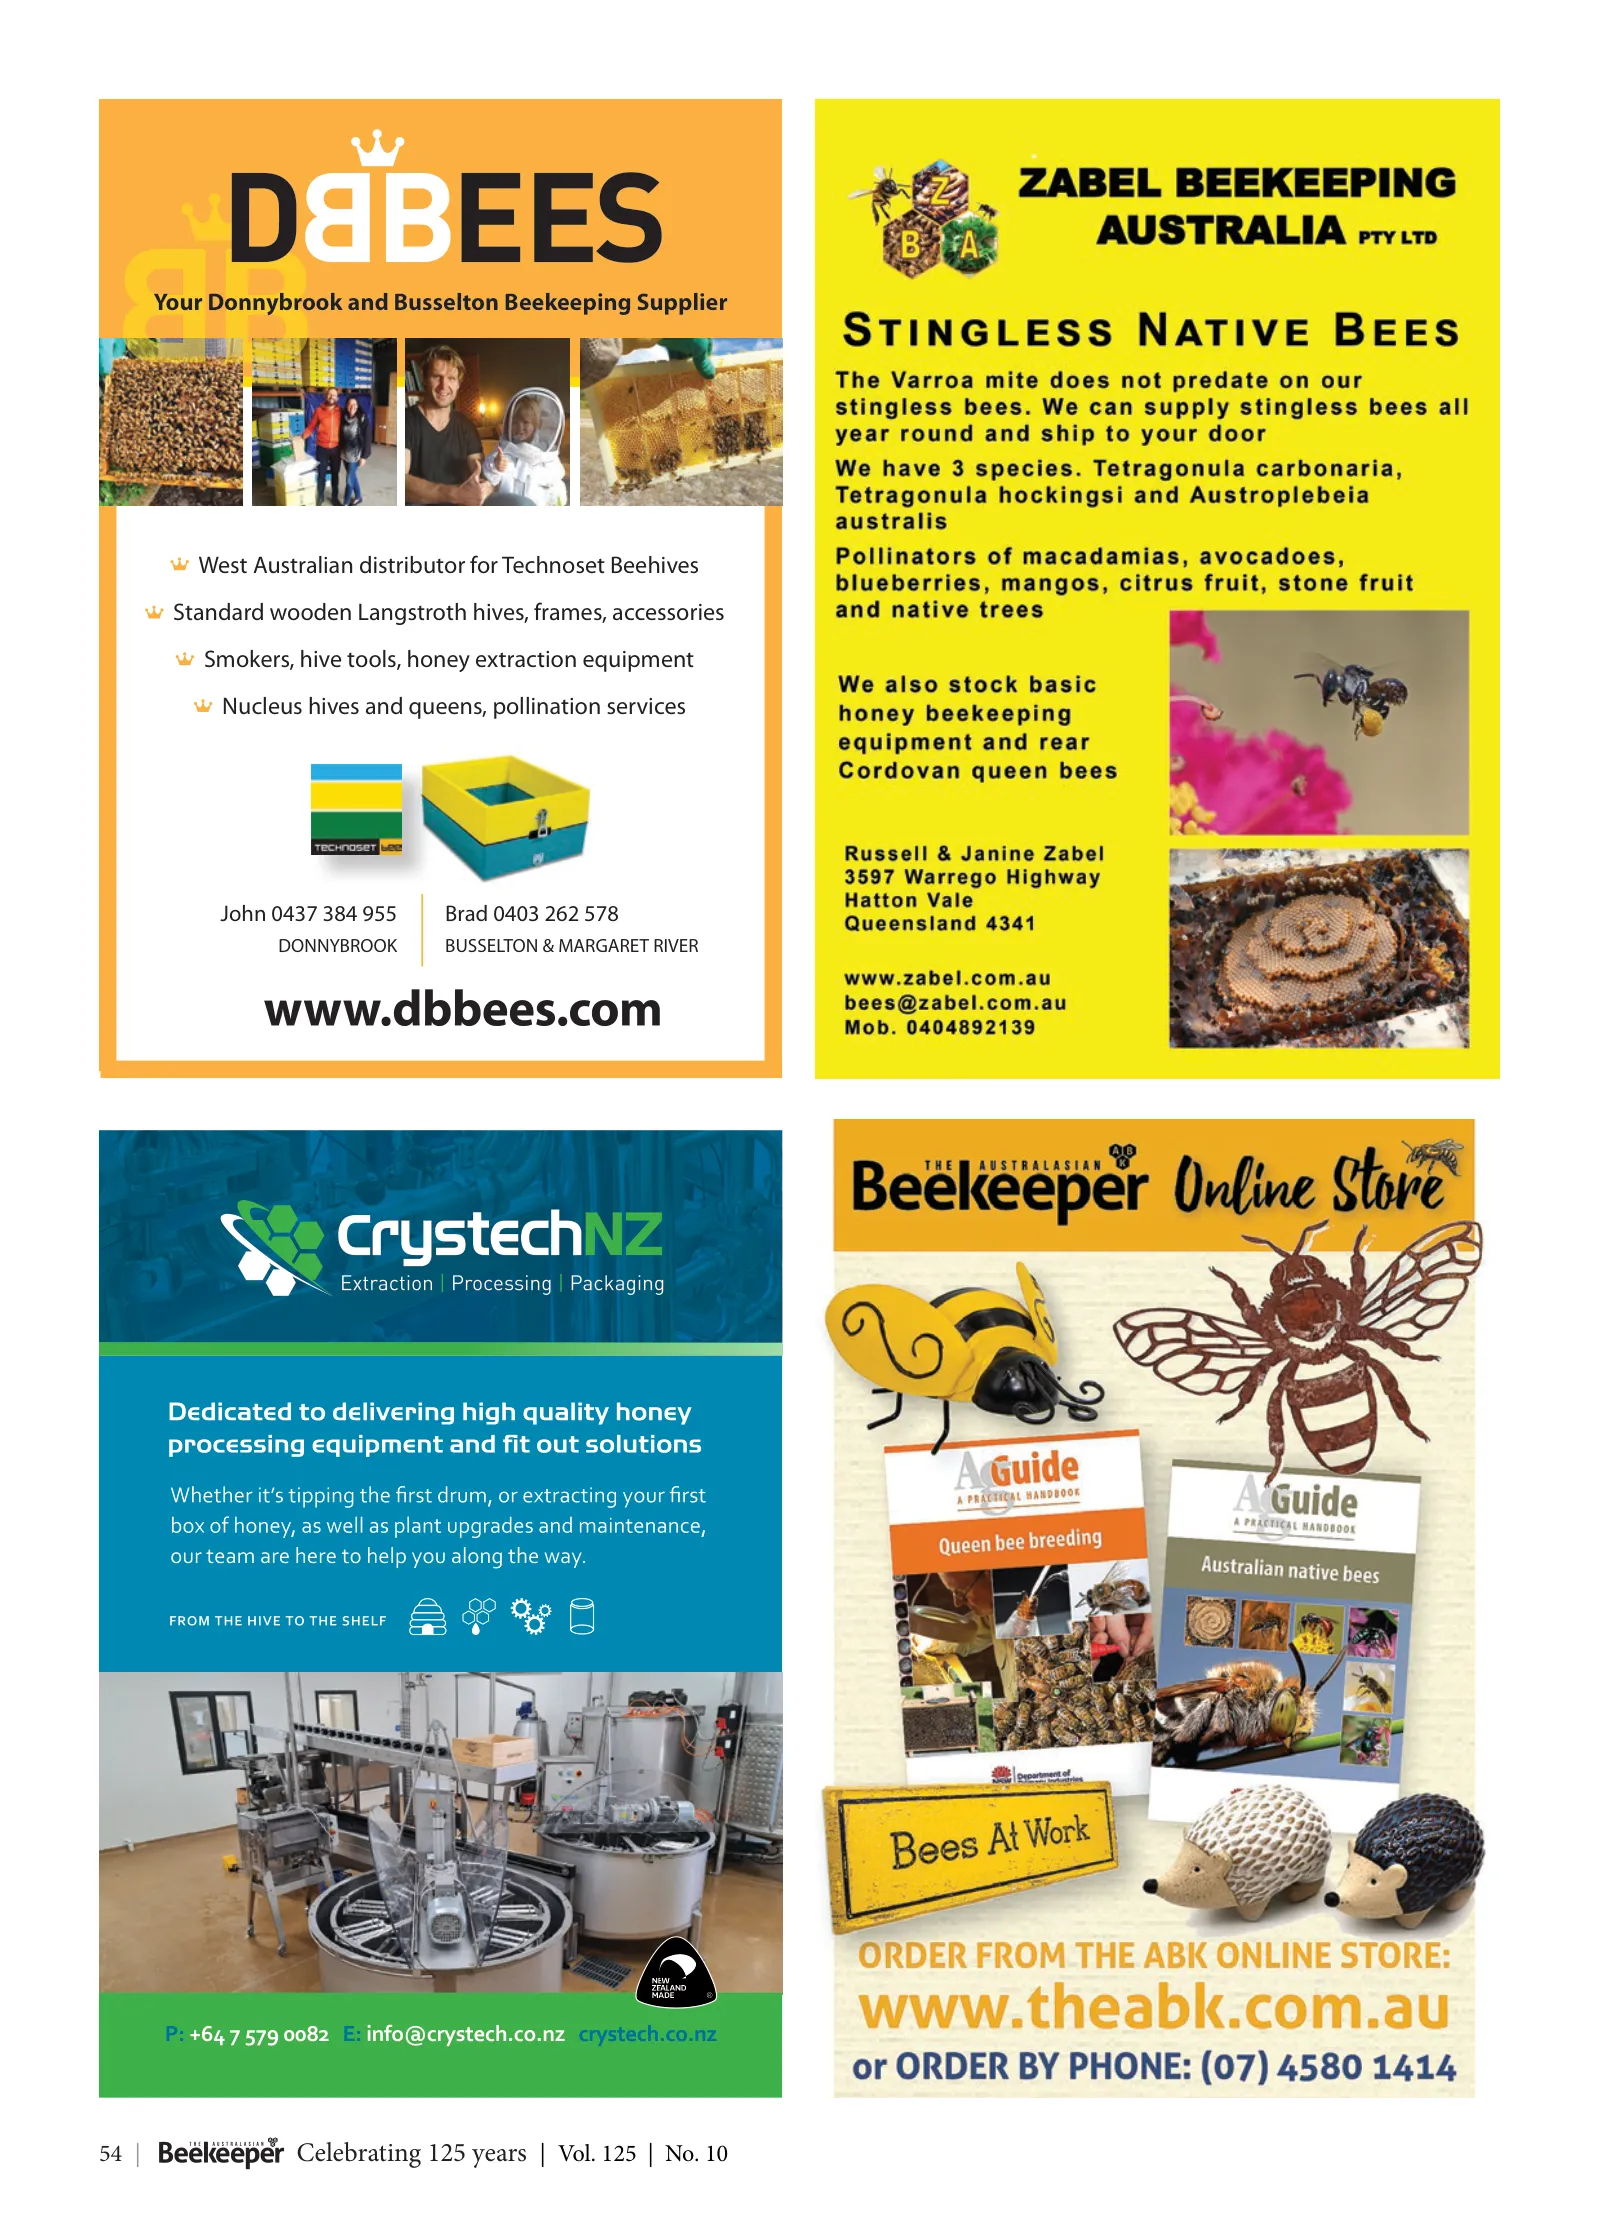 DBBEES
Your Donnybrook and Busselton Beekeeping Supplier
West Australian distributor for Technoset Beehives
Standard wooden Langstroth hives, frames, accessories
Smokers, hive tools, honey extraction equipment
Nucleus hives and queens, pollination services
TECHNOSET bee
John 0437 384 955
DONNYBROOK
Brad 0403 262 578
BUSSELTON & MARGARET RIVER
www.dbbees.com
Z
B A
ZABEL BEEKEEPING
AUSTRALIA PTY LTD
STINGLESS NATIVE BEES
The Varroa mite does not predate on our
stingless bees. We can supply stingless bees all
year round and ship to your door
We have 3 species. Tetragonula carbonaria,
Tetragonula hockingsi and Austroplebeia
australis
Pollinators of macadamias, avocadoes,
blueberries, mangos, citrus fruit, stone fruit
and native trees
We also stock basic
honey beekeeping
equipment and rear
Cordovan queen bees
Russell & Janine Zabel
3597 Warrego Highway
Hatton Vale
Queensland 4341
www.zabel.com.au
bees@zabel.com.au
Mob. 0404892139
CrystechNZ
Extraction | Processing | Packaging
Dedicated to delivering high quality honey
processing equipment and fit out solutions
Whether it's tipping the first drum, or extracting your first
box of honey, as well as plant upgrades and maintenance,
our team are here to help you along the way.
FROM THE HIVE TO THE SHELF
NEW
ZEALAND
MADE ®
P: +64 7 579 0082 E: info@crystech.co.nz crystech.co.nz
THE AUSTRALASIAN
ABK
Beekeeper Online Store
AgGuide
A PRACTICAL HANDBOOK
Queen bee breeding
NSW
Department of
Primary Industries
AgGuide
A PRACTICAL HANDBOOK
Australian native bees
Bees At Work
ORDER FROM THE ABK ONLINE STORE:
www.theabk.com.au
or ORDER BY PHONE: (07) 4580 1414
54 | THE AUSTRALASIAN Beekeeper Celebrating 125 years | Vol. 125 | No. 10